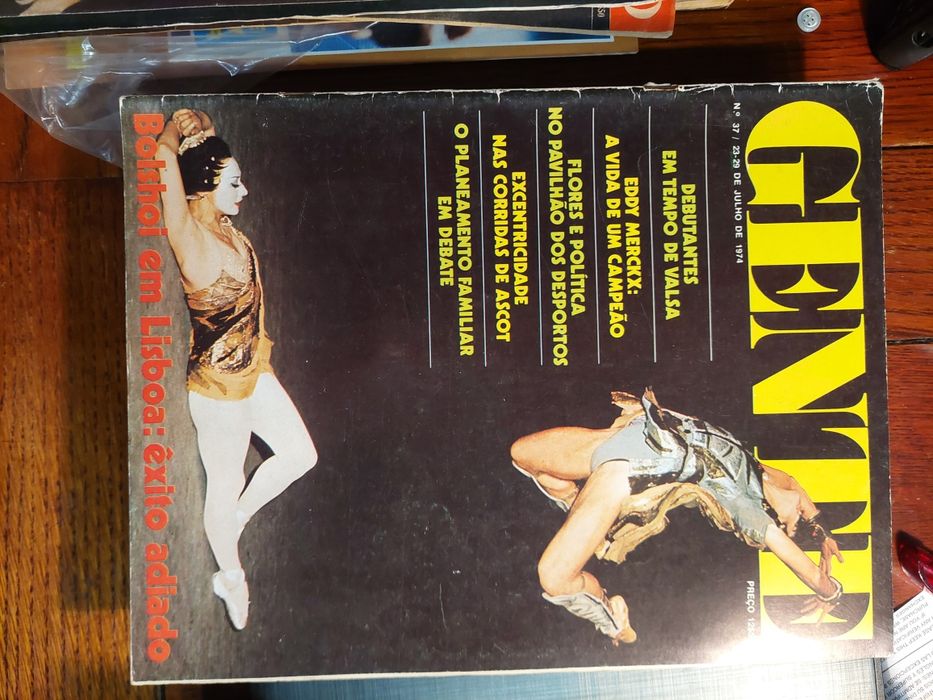 GENTE
N.º 37 / 23-29 DE JULHO DE 1974
DEBUTANTES
EM TEMPO DE VALSA
EDDY MERCKX:
A VIDA DE UM CAMPEÃO
FLORES E POLÍTICA
NO PAVILHÃO DOS DESPORTOS
EXCENTRICIDADE
NAS CORRIDAS DE ASCOT
O PLANEAMENTO FAMILIAR
EM DEBATE
PREÇO
Bolshoi em Lisboa: êxito adiado